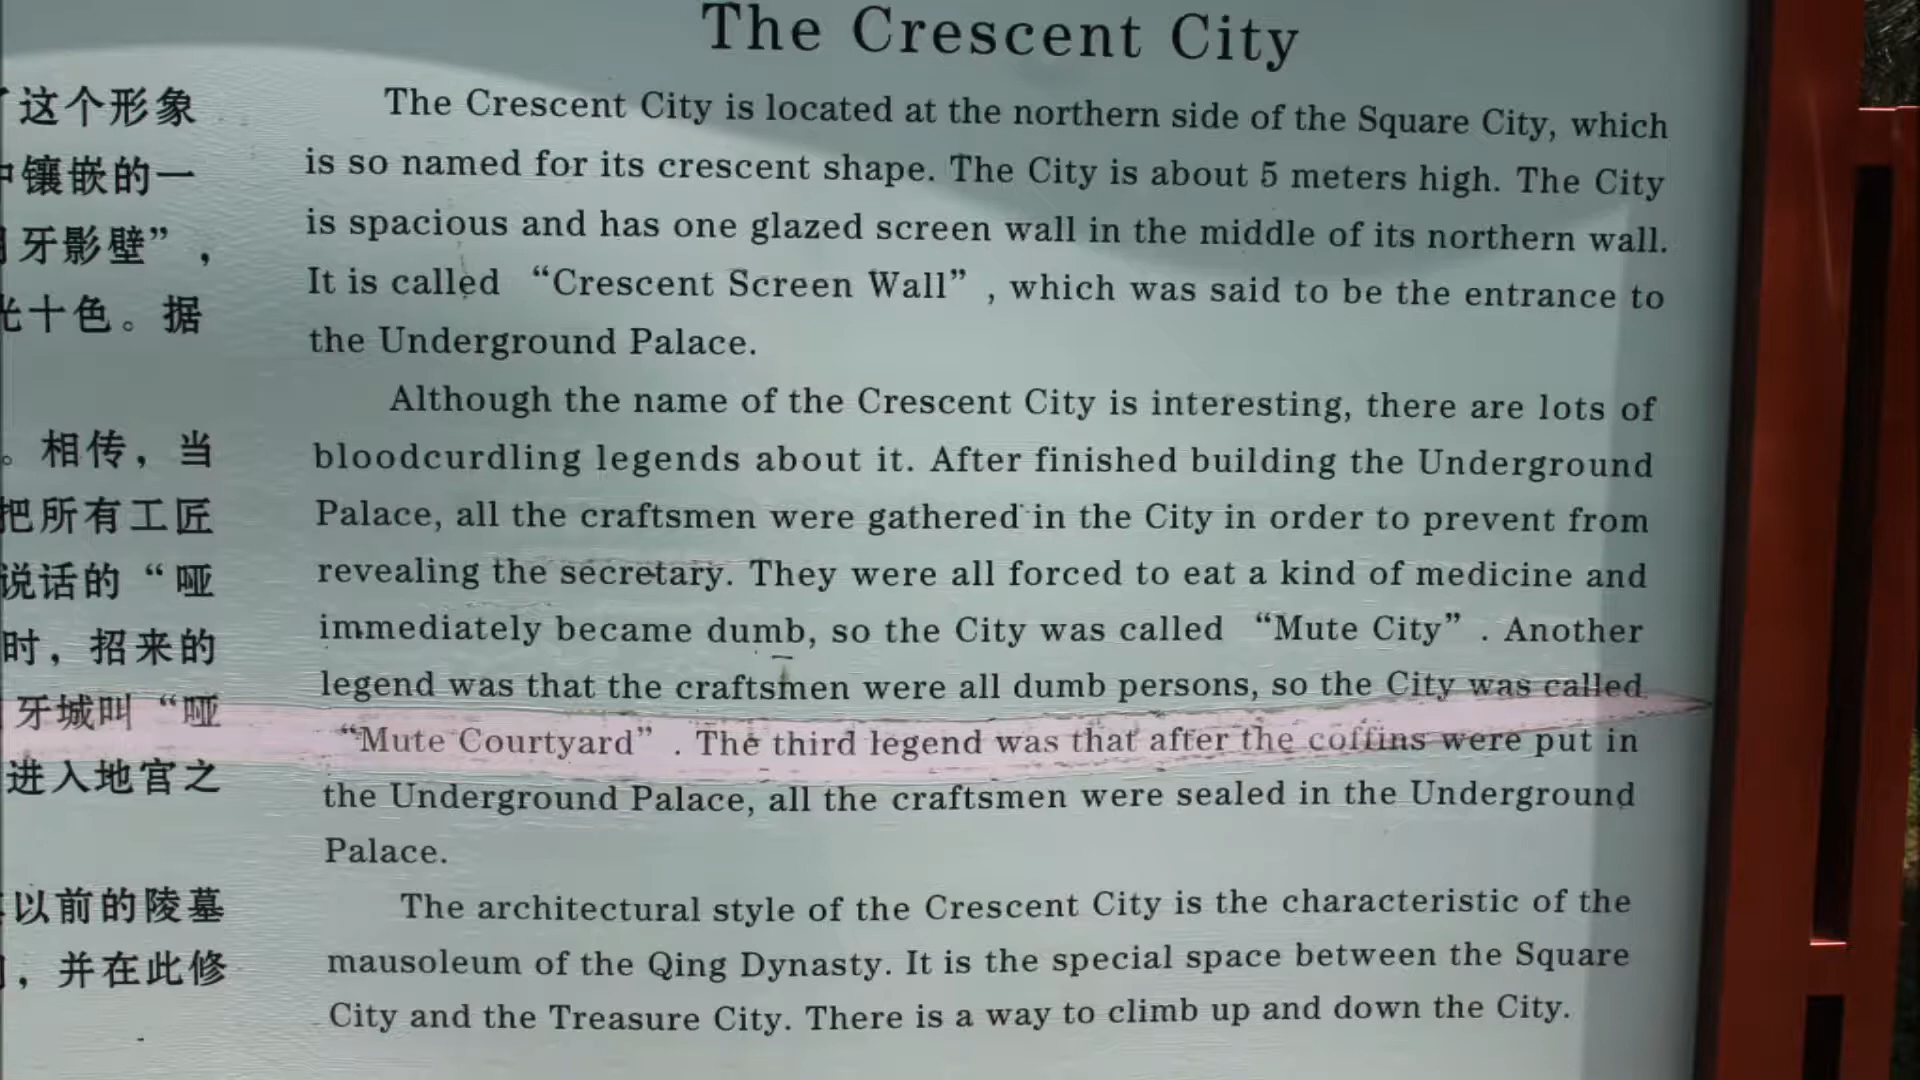 The Crescent City
了这个形象
中镶嵌的一
月牙影壁”，
光十色。据
。相传，当
把所有工匠
说话的“哑
时，招来的
月牙城叫“哑
进入地宫之
以前的陵墓
，并在此修
The Crescent City is located at the northern side of the Square City, which
is so named for its crescent shape. The City is about 5 meters high. The City
is spacious and has one glazed screen wall in the middle of its northern wall.
It is called “Crescent Screen Wall”, which was said to be the entrance to
the Underground Palace.
Although the name of the Crescent City is interesting, there are lots of
bloodcurdling legends about it. After finished building the Underground
Palace, all the craftsmen were gathered in the City in order to prevent from
revealing the secretary. They were all forced to eat a kind of medicine and
immediately became dumb, so the City was called “Mute City”. Another
legend was that the craftsmen were all dumb persons, so the City was called
“Mute Courtyard”. The third legend was that after the coffins were put in
the Underground Palace, all the craftsmen were sealed in the Underground
Palace.
The architectural style of the Crescent City is the characteristic of the
mausoleum of the Qing Dynasty. It is the special space between the Square
City and the Treasure City. There is a way to climb up and down the City.